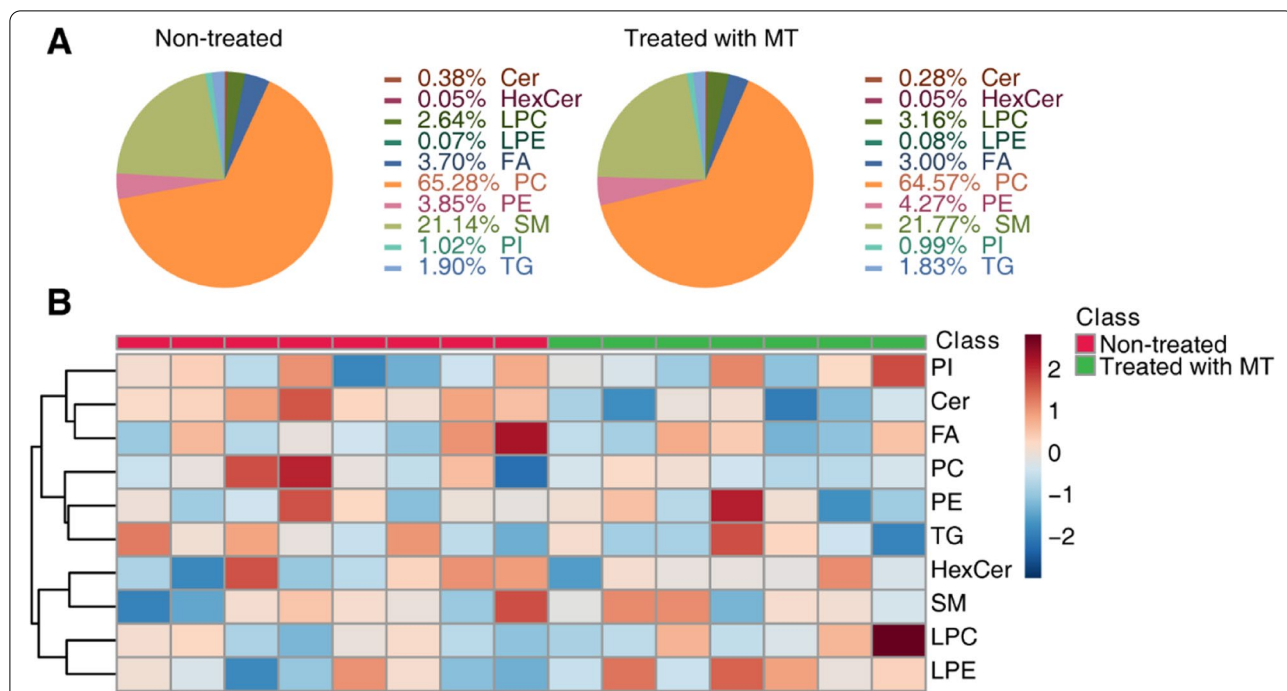 A
Non-treated
0.38% Cer
0.05% HexCer
2.64% LPC
0.07% LPE
3.70% FA
65.28% PC
3.85% PE
21.14% SM
1.02% PI
1.90% TG
Treated with MT
0.28% Cer
0.05% HexCer
3.16% LPC
0.08% LPE
3.00% FA
64.57% PC
4.27% PE
21.77% SM
0.99% PI
1.83% TG
B
Class
PI
Cer
FA
PC
PE
TG
HexCer
SM
LPC
LPE
2
1
0
−1
−2
Class
Non-treated
Treated with MT